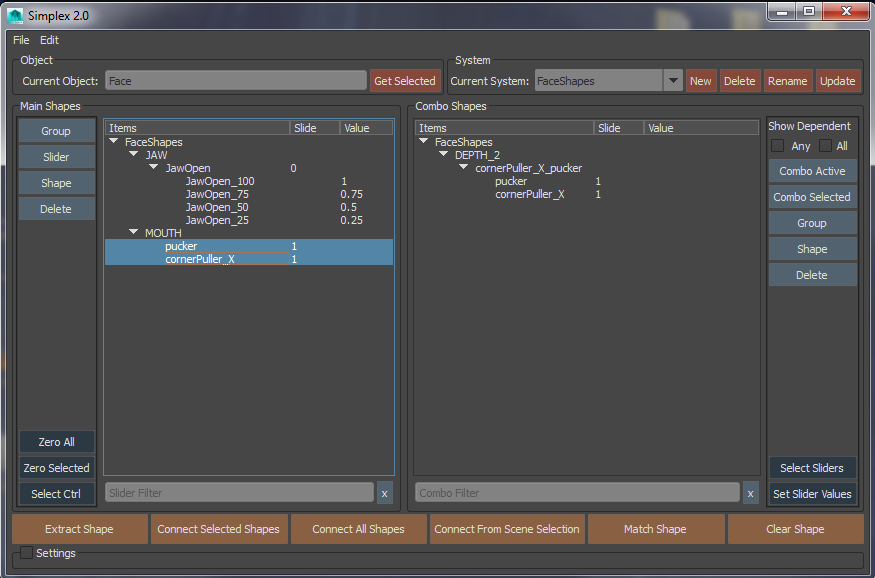 Simplex 2.0
File Edit
Object
Current Object: Face Get Selected
System
Current System: FaceShapes New Delete Rename Update
Main Shapes
Group
Slider
Shape
Delete
Zero All
Zero Selected
Select Ctrl
Items Slide Value
FaceShapes
JAW
JawOpen 0
JawOpen_100 1
JawOpen_75 0.75
JawOpen_50 0.5
JawOpen_25 0.25
MOUTH
pucker 1
cornerPuller_X 1
Slider Filter x
Combo Shapes
Items Slide Value
FaceShapes
DEPTH_2
cornerPuller_X_pucker
pucker 1
cornerPuller_X 1
Combo Filter x
Show Dependent
Any All
Combo Active
Combo Selected
Group
Shape
Delete
Select Sliders
Set Slider Values
Extract Shape Connect Selected Shapes Connect All Shapes Connect From Scene Selection Match Shape Clear Shape
Settings